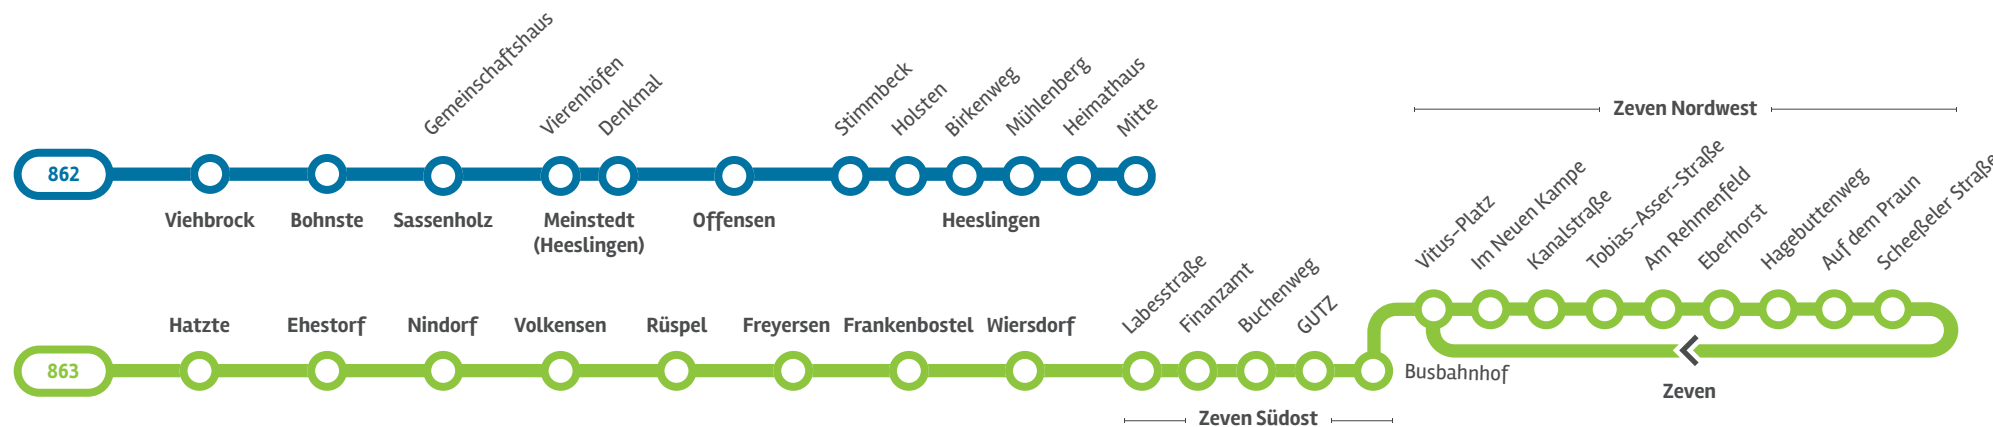 862
Gemeinschaftshaus
Vierenhöfen
Denkmal
Stimmbeck
Holsten
Birkenweg
Mühlenberg
Heimathaus
Mitte
Viehbrock
Bohnste
Sassenholz
Meinstedt
(Heeslingen)
Offensen
Heeslingen
Zeven Nordwest
Vitus-Platz
Im Neuen Kampe
Kanalstraße
Tobias-Asser-Straße
Am Rehmenfeld
Eberhorst
Hagebuttenweg
Auf dem Praun
Scheeßeler Straße
863
Hatzte
Ehestorf
Nindorf
Volkensen
Rüspel
Freyersen
Frankenbostel
Wiersdorf
Labesstraße
Finanzamt
Buchenweg
GUTZ
Busbahnhof
Zeven
Zeven Südost